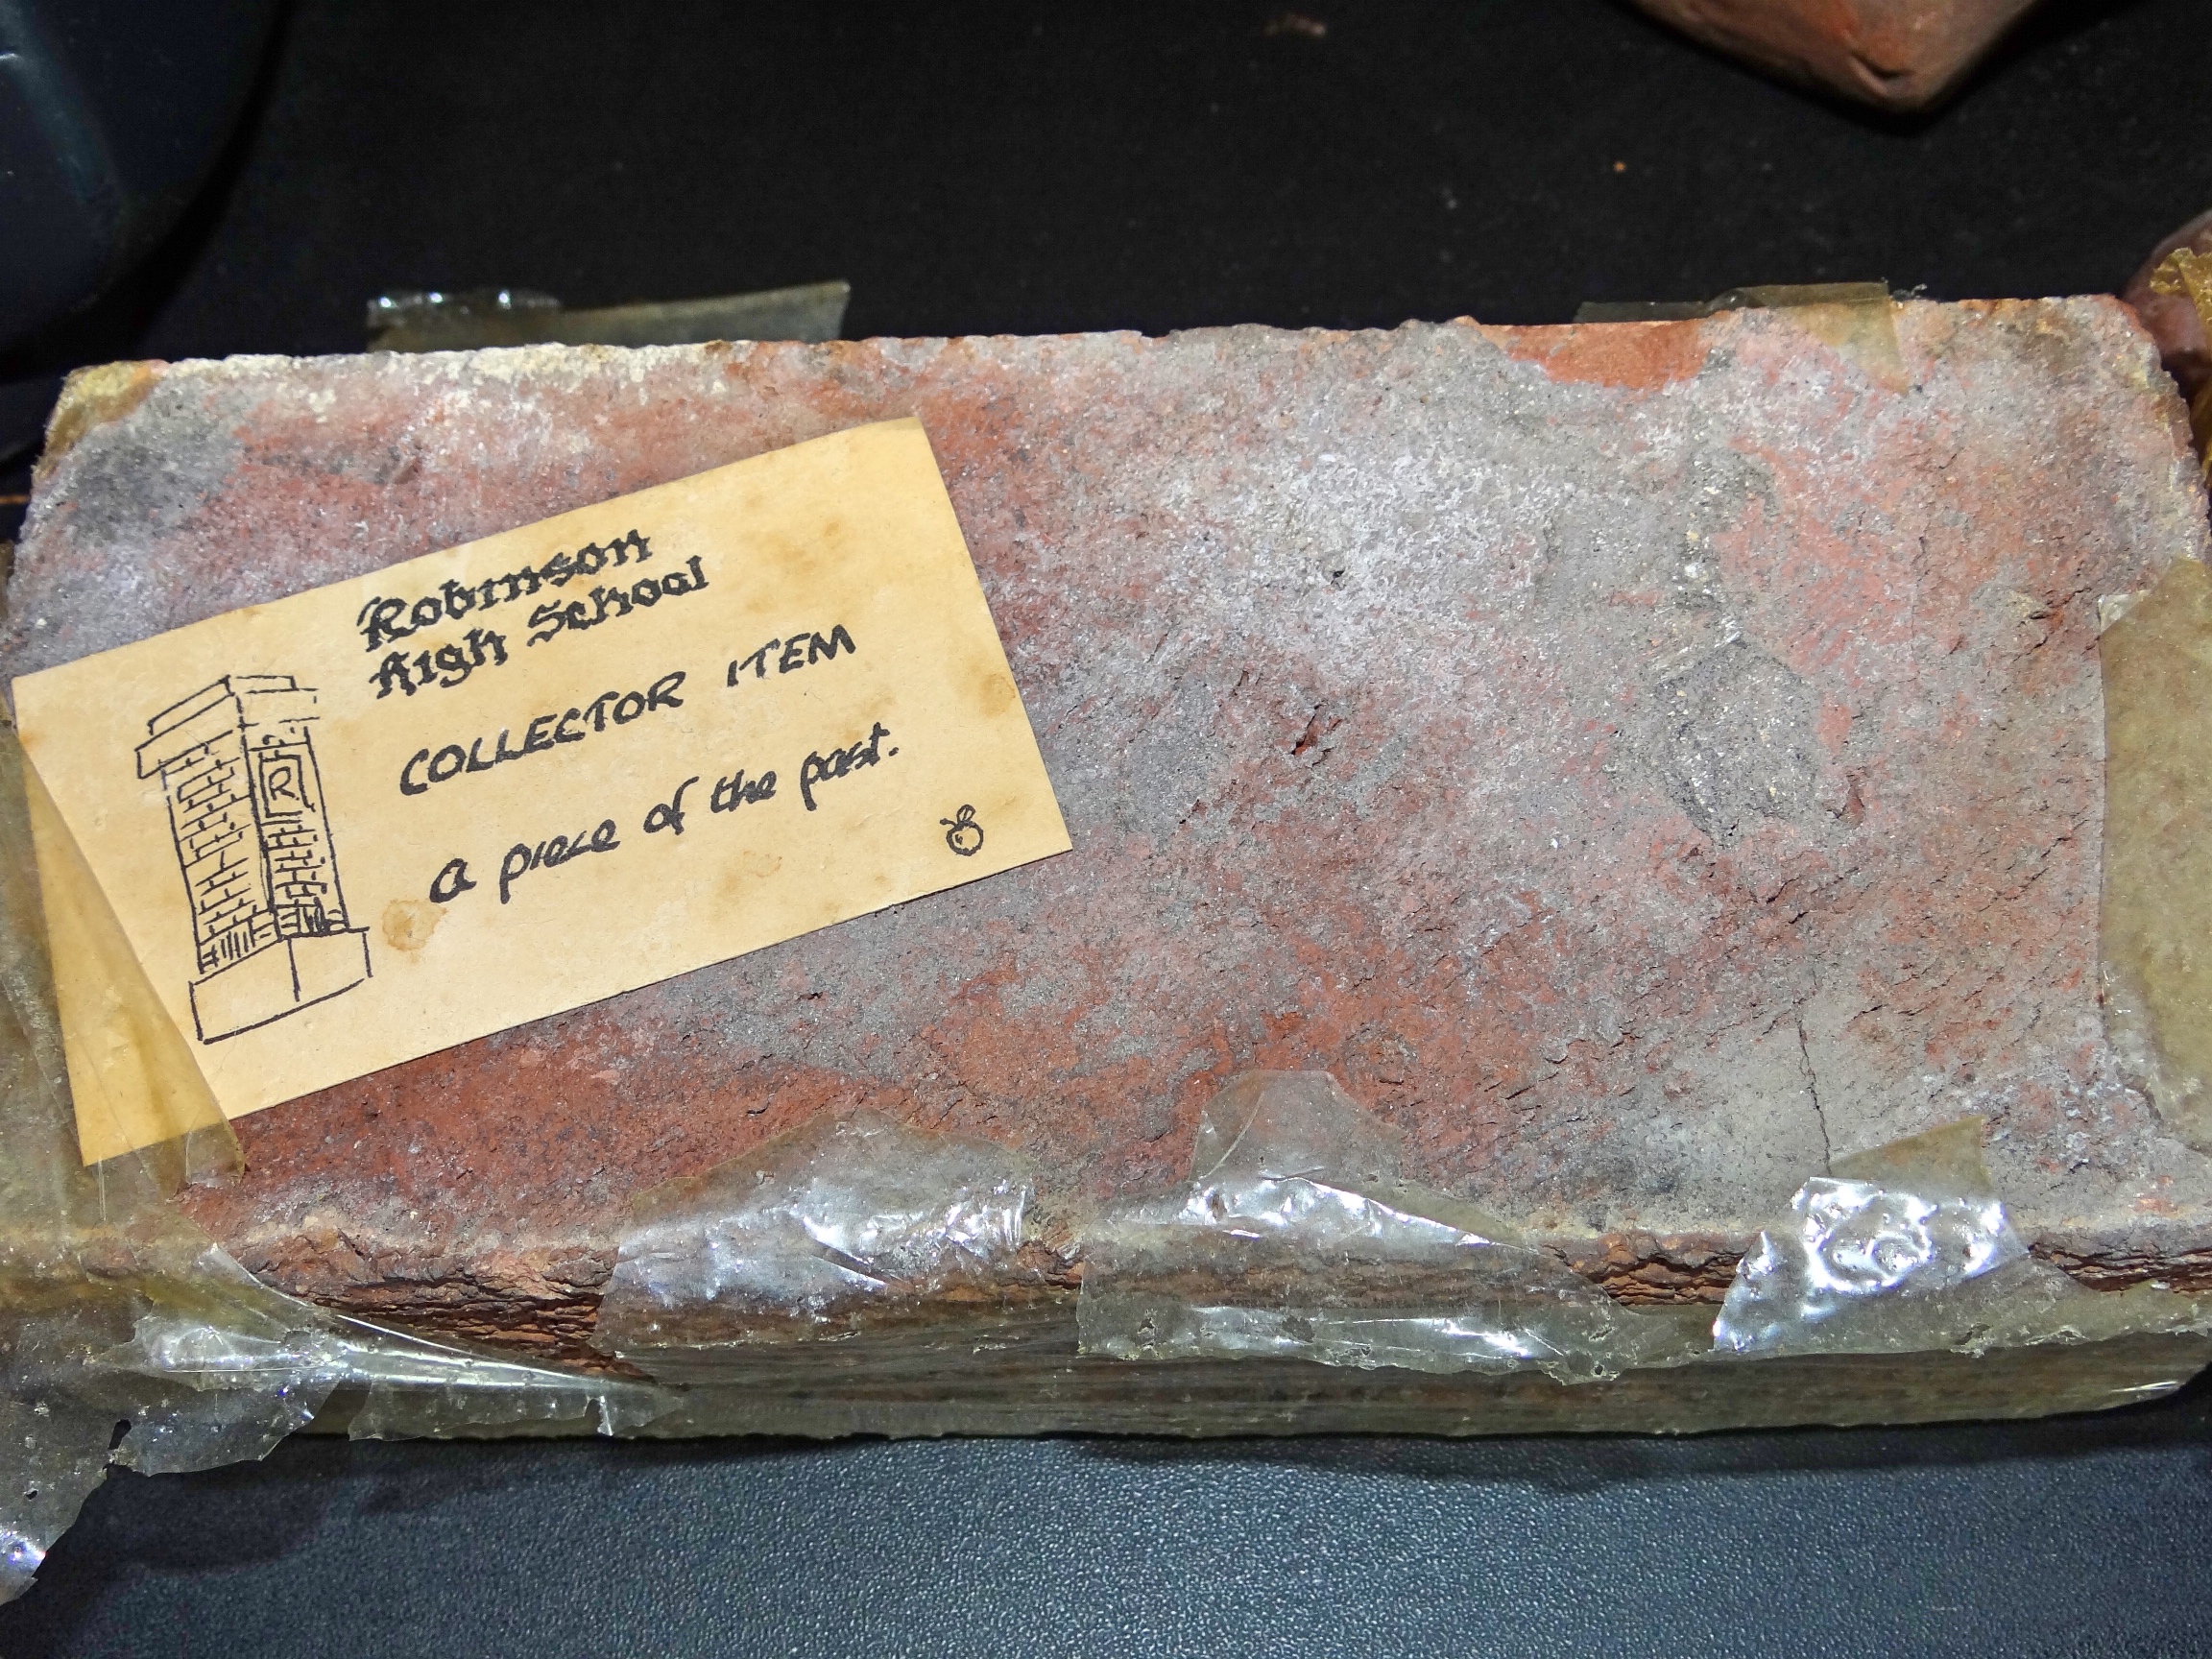 Robinson
High School
COLLECTOR ITEM
a piece of the past.
R